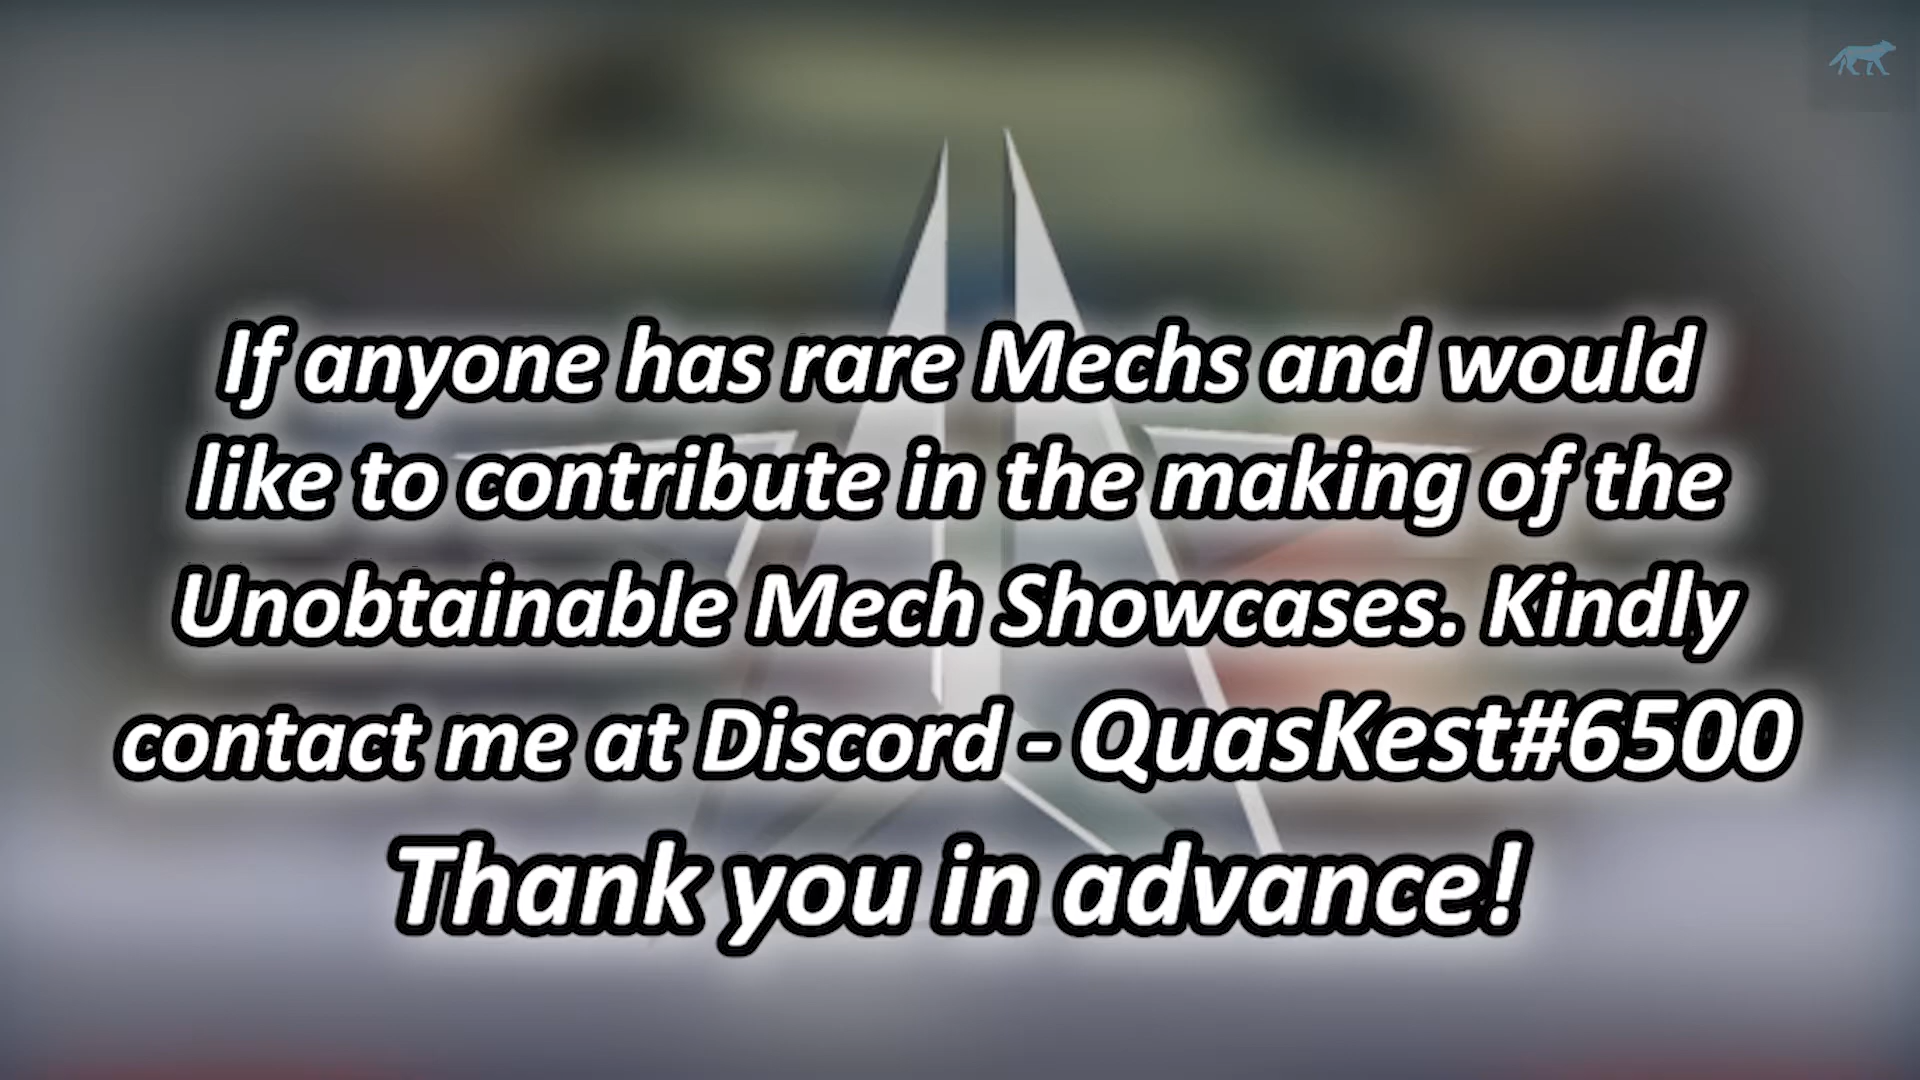 If anyone has rare Mechs and would
like to contribute in the making of the
Unobtainable Mech Showcases. Kindly
contact me at Discord - QuasKest#6500
Thank you in advance!